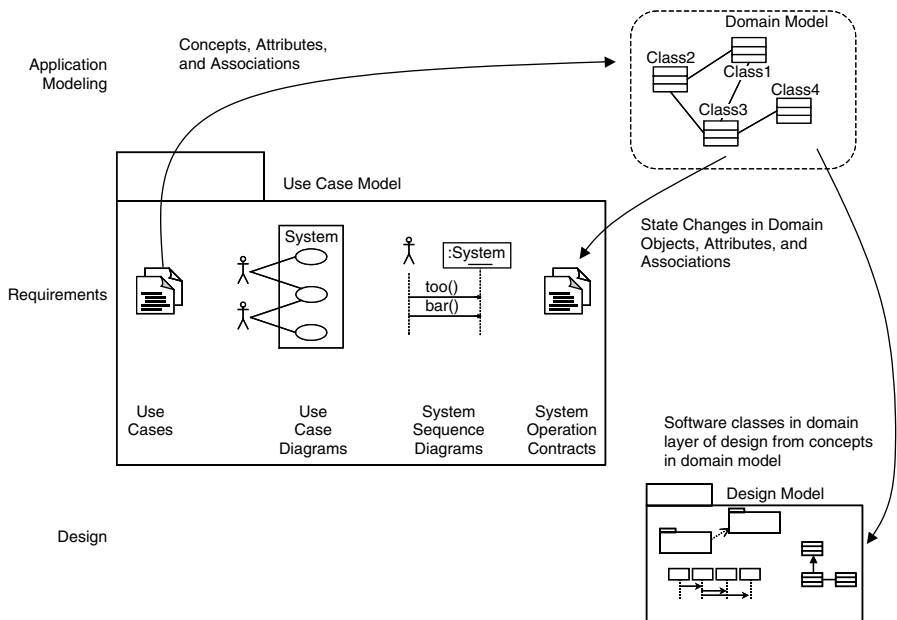 Domain Model
Concepts, Attributes,
and Associations
Application
Modeling
Class2
Class1
Class4
Class3
Use Case Model
State Changes in Domain
Objects, Attributes, and
Associations
System
:System
too()
bar()
Requirements
Use
Cases
Use
Case
Diagrams
System
Sequence
Diagrams
System
Operation
Contracts
Software classes in domain
layer of design from concepts
in domain model
Design Model
Design